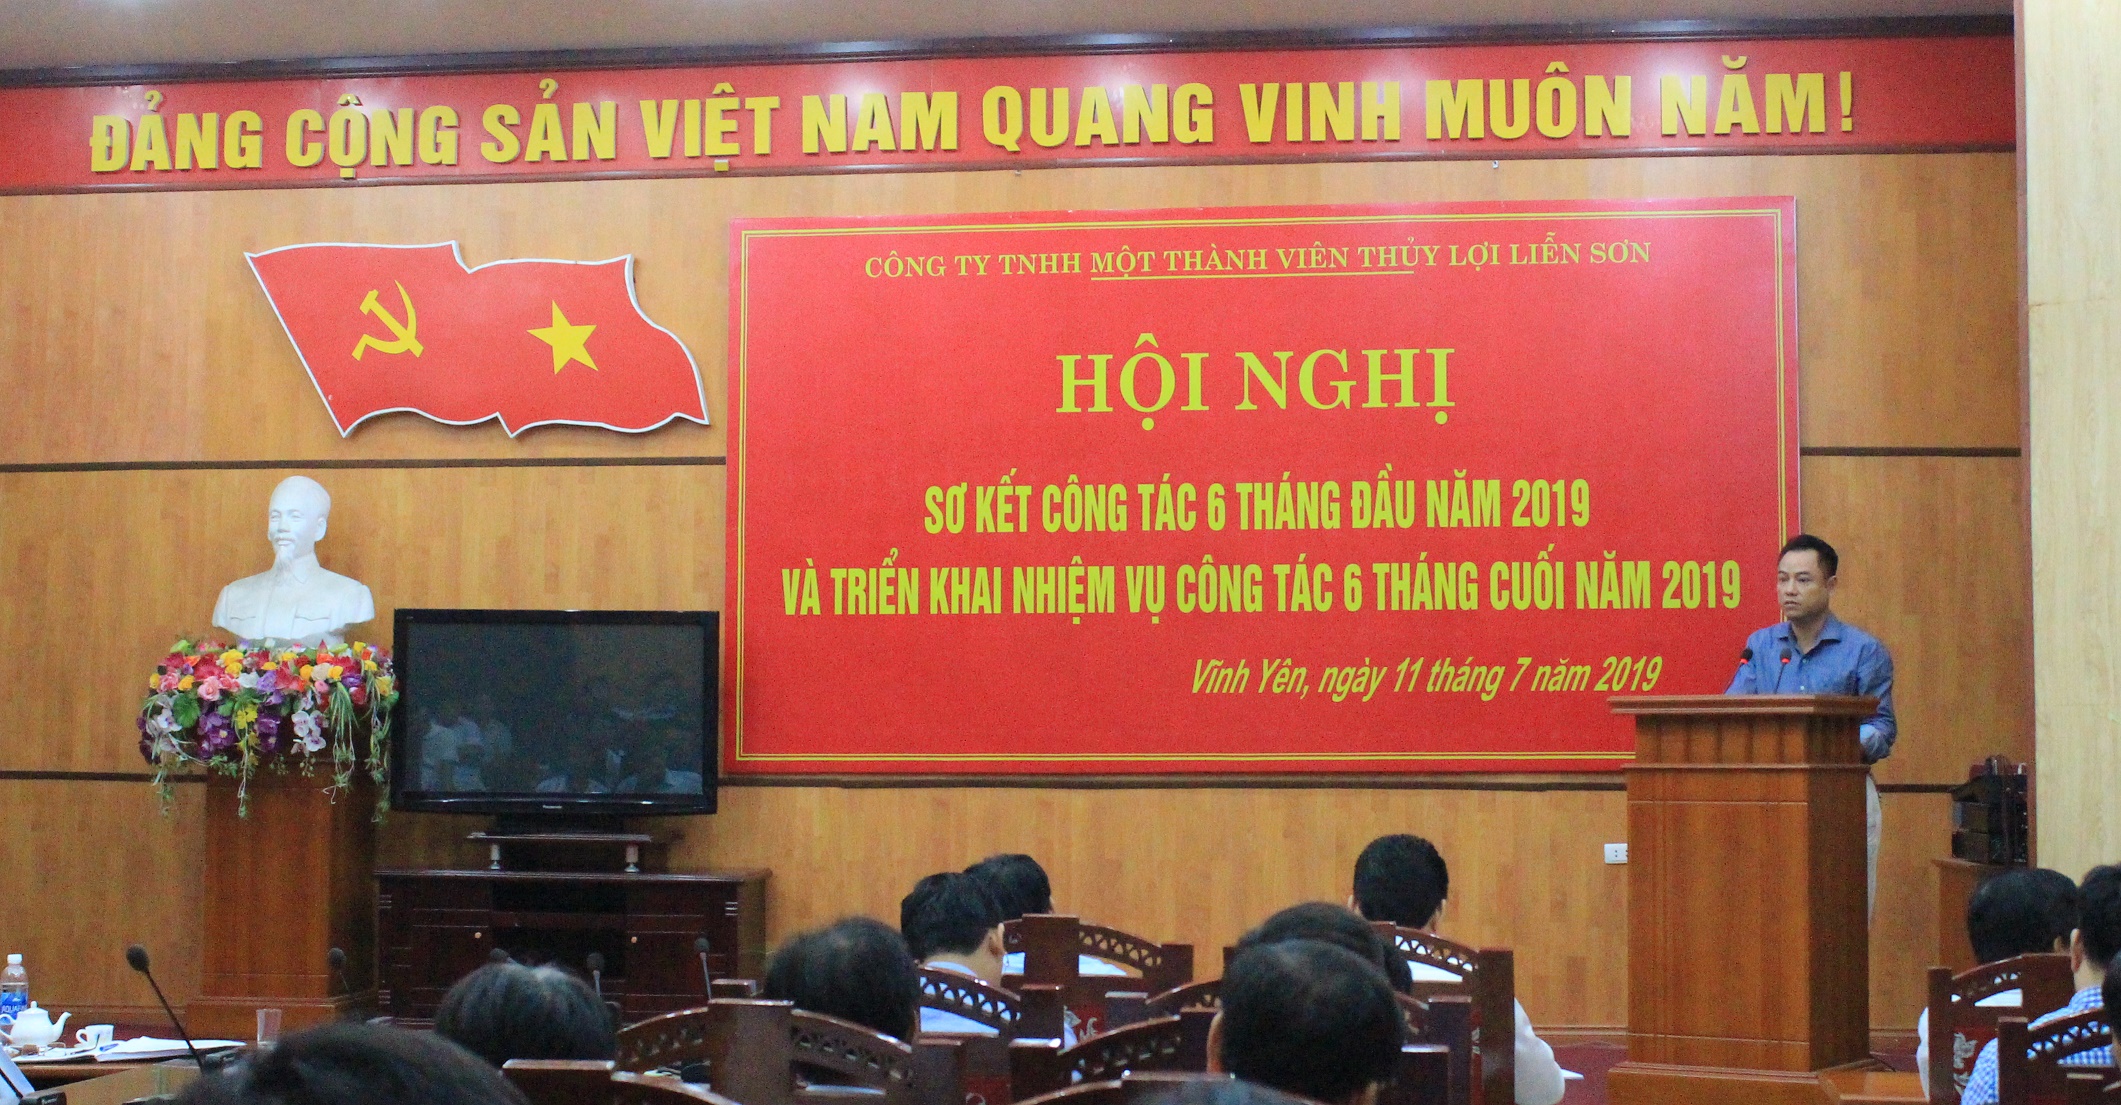 ĐẢNG CỘNG SẢN VIỆT NAM QUANG VINH MUÔN NĂM!
CÔNG TY TNHH MỘT THÀNH VIÊN THỦY LỢI LIỄN SƠN
HỘI NGHỊ
SƠ KẾT CÔNG TÁC 6 THÁNG ĐẦU NĂM 2019
VÀ TRIỂN KHAI NHIỆM VỤ CÔNG TÁC 6 THÁNG CUỐI NĂM 2019
Vĩnh Yên, ngày 11 tháng 7 năm 2019
Panasonic